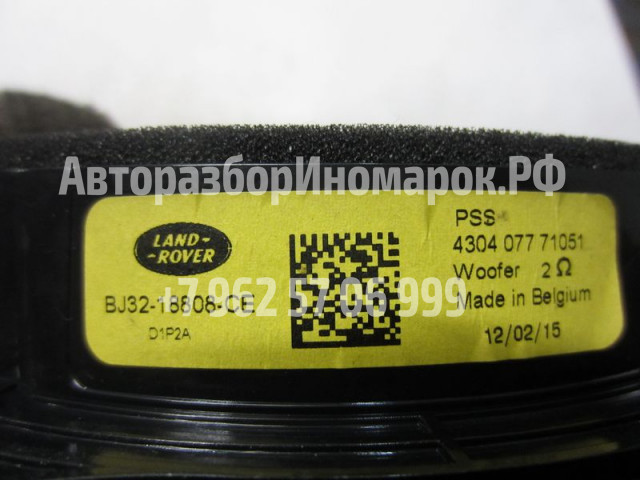 АвторазборИномарок.РФ
LAND-
-ROVER
BJ32-18808-CE
D1P2A
+7 962 57 05 999
PSS
4304 077 71051
Woofer 2Ω
Made in Belgium
12/02/15